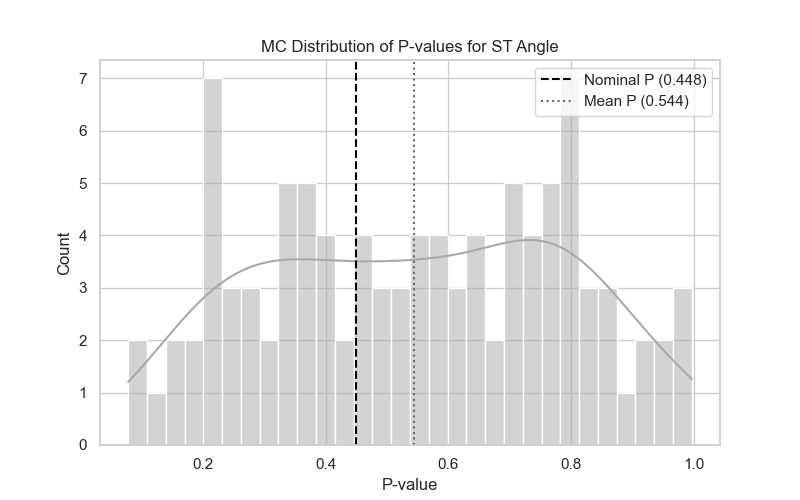 MC Distribution of P-values for ST Angle
Nominal P (0.448)
Mean P (0.544)
7
6
5
4
3
2
1
0
Count
0.2 0.4 0.6 0.8 1.0
P-value